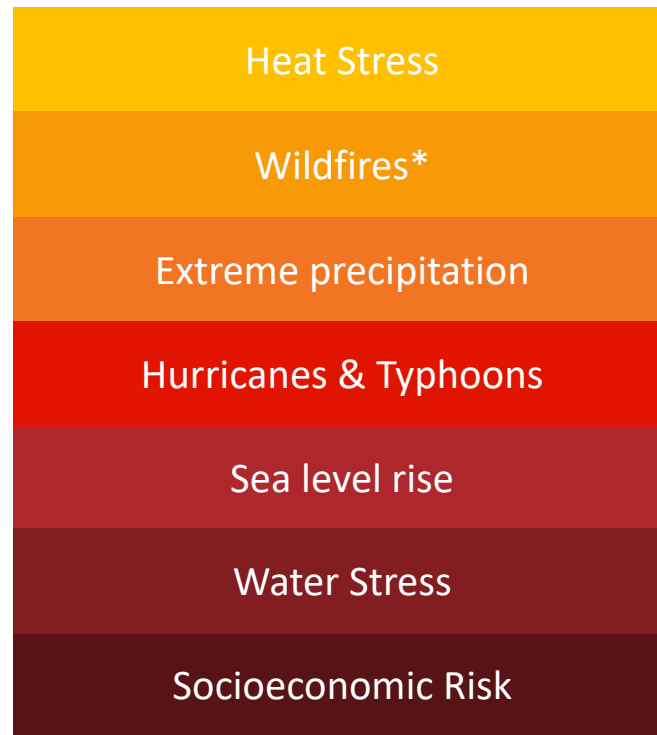 Heat Stress
Wildfires*
Extreme precipitation
Hurricanes & Typhoons
Sea level rise
Water Stress
Socioeconomic Risk